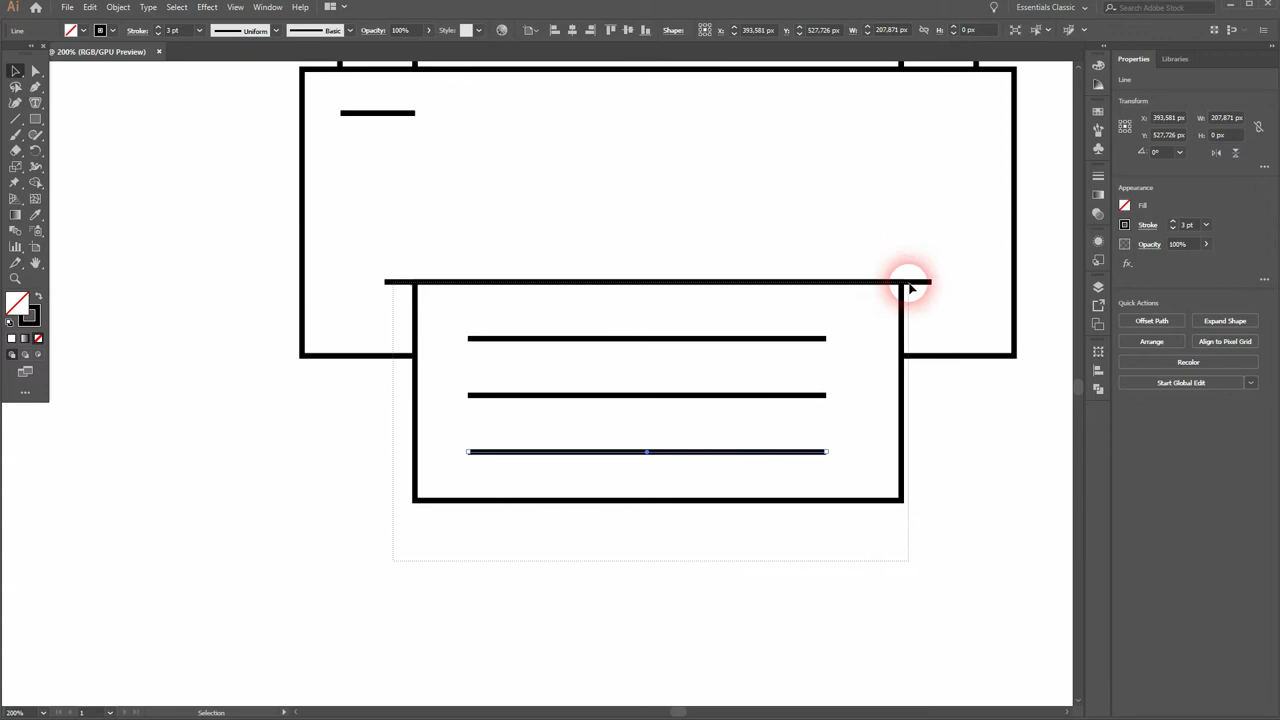 Ai File Edit Object Type Select Effect View Window Help Essentials Classic Search Adobe Stock
Line Stroke: 3 pt Uniform Basic Opacity: 100% Style: Shape: X: 393,581 px Y: 527,726 px W: 207,871 px H: 0 px
@ 200% (RGB/GPU Preview) ×
Properties Libraries
Line
Transform
X: 393,581 px W: 207,871 px
Y: 527,726 px H: 0 px
0°
Appearance
Fill
Stroke 3 pt
Opacity 100%
fx.
Quick Actions
Offset Path Expand Shape
Arrange Align to Pixel Grid
Recolor
Start Global Edit
200% 1 Selection